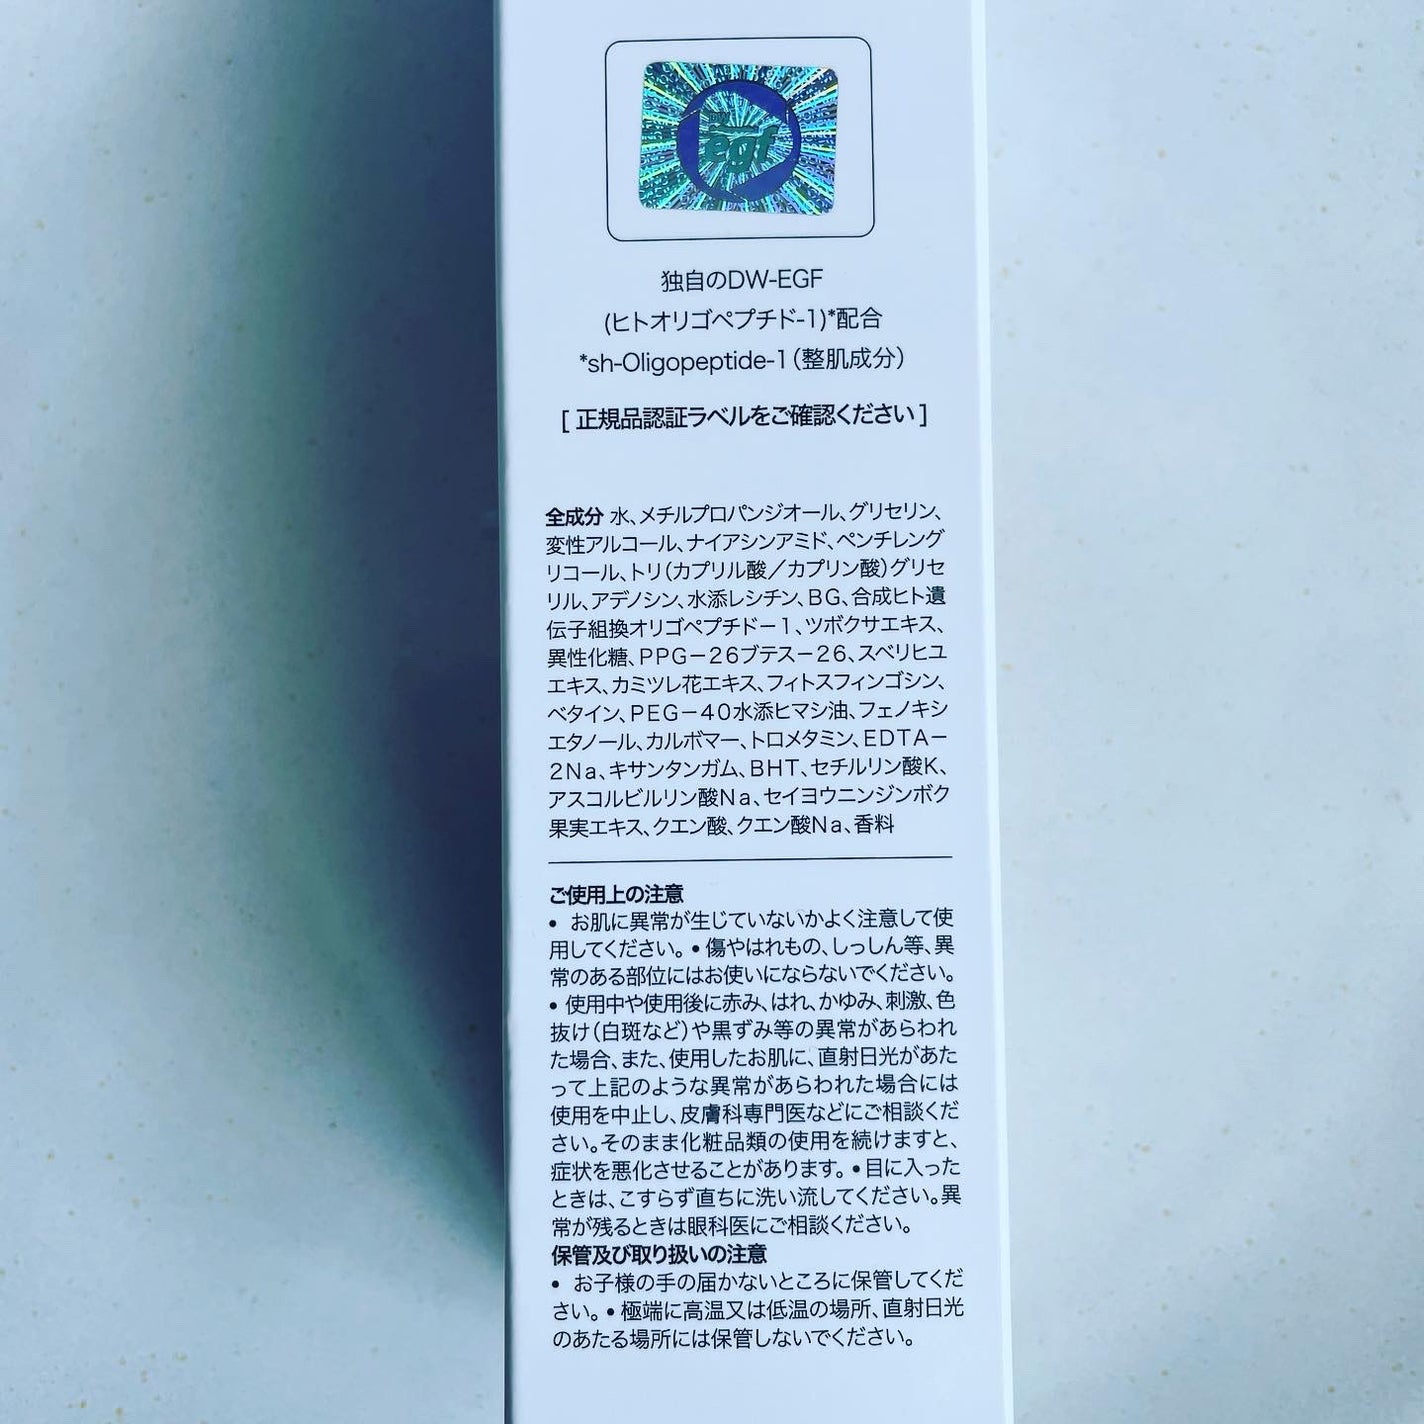 DW
egf
独自のDW-EGF
(ヒトオリゴペプチド-1)*配合
*sh-Oligopeptide-1(整肌成分)
[ 正規品認証ラベルをご確認ください ]
全成分 水、メチルプロパンジオール、グリセリン、
変性アルコール、ナイアシンアミド、ペンチレング
リコール、トリ(カプリル酸/カプリン酸)グリセ
リル、アデノシン、水添レシチン、BG、合成ヒト遺
伝子組換オリゴペプチド-1、ツボクサエキス、
異性化糖、PPG-26ブテス-26、スベリヒユ
エキス、カミツレ花エキス、フィトスフィンゴシン、
ベタイン、PEG-40水添ヒマシ油、フェノキシ
エタノール、カルボマー、トロメタミン、EDTA-
2Na、キサンタンガム、BHT、セチルリン酸K、
アスコルビルリン酸Na、セイヨウニンジンボク
果実エキス、クエン酸、クエン酸Na、香料
ご使用上の注意
• お肌に異常が生じていないかよく注意して使
用してください。• 傷やはれもの、しっしん等、異
常のある部位にはお使いにならないでください。
• 使用中や使用後に赤み、はれ、かゆみ、刺激、色
抜け(白斑など)や黒ずみ等の異常があらわれ
た場合、また、使用したお肌に、直射日光があた
って上記のような異常があらわれた場合には
使用を中止し、皮膚科専門医などにご相談くだ
さい。そのまま化粧品類の使用を続けますと、
症状を悪化させることがあります。• 目に入った
ときは、こすらず直ちに洗い流してください。異
常が残るときは眼科医にご相談ください。
保管及び取り扱いの注意
• お子様の手の届かないところに保管してくだ
さい。• 極端に高温又は低温の場所、直射日光
のあたる場所には保管しないでください。